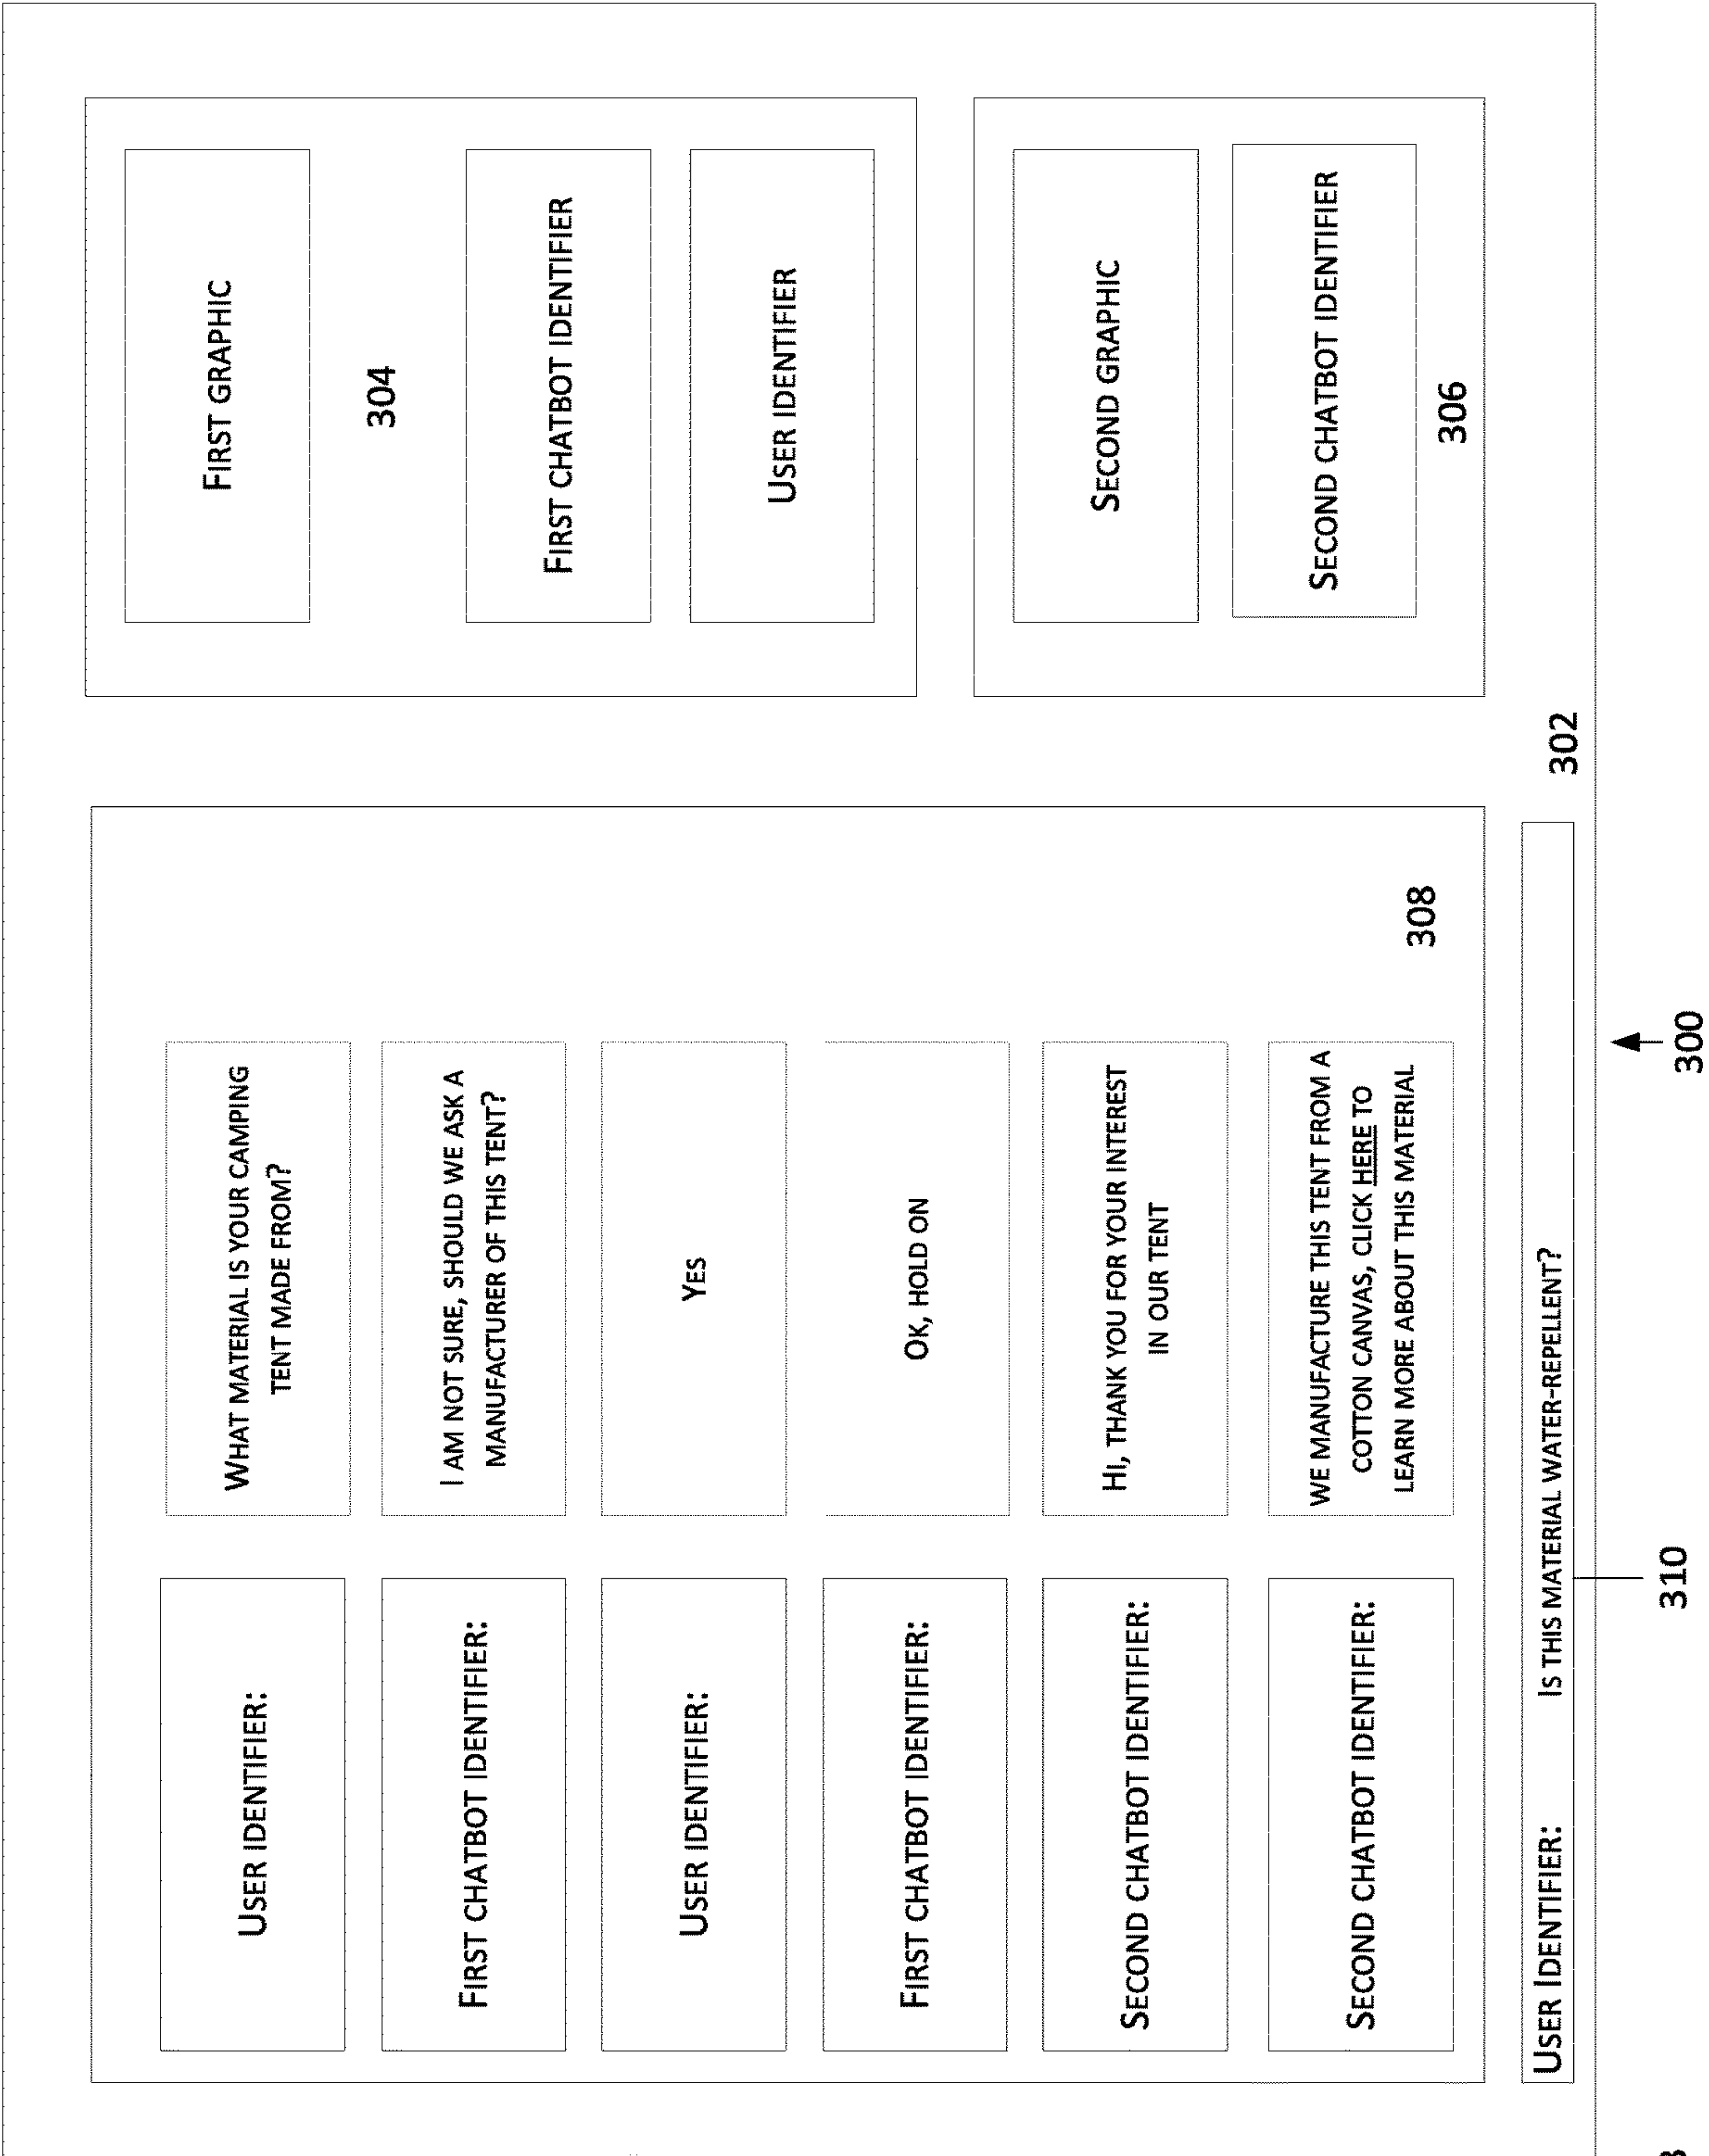 USER IDENTIFIER:
WHAT MATERIAL IS YOUR CAMPING
TENT MADE FROM?
FIRST CHATBOT IDENTIFIER:
I AM NOT SURE, SHOULD WE ASK A
MANUFACTURER OF THIS TENT?
USER IDENTIFIER:
YES
FIRST CHATBOT IDENTIFIER:
OK, HOLD ON
SECOND CHATBOT IDENTIFIER:
HI, THANK YOU FOR YOUR INTEREST
IN OUR TENT
SECOND CHATBOT IDENTIFIER:
WE MANUFACTURE THIS TENT FROM A
COTTON CANVAS, CLICK HERE TO
LEARN MORE ABOUT THIS MATERIAL
308
USER IDENTIFIER: IS THIS MATERIAL WATER-REPELLENT?
FIRST GRAPHIC
304
FIRST CHATBOT IDENTIFIER
USER IDENTIFIER
SECOND GRAPHIC
SECOND CHATBOT IDENTIFIER
306
302
310
300